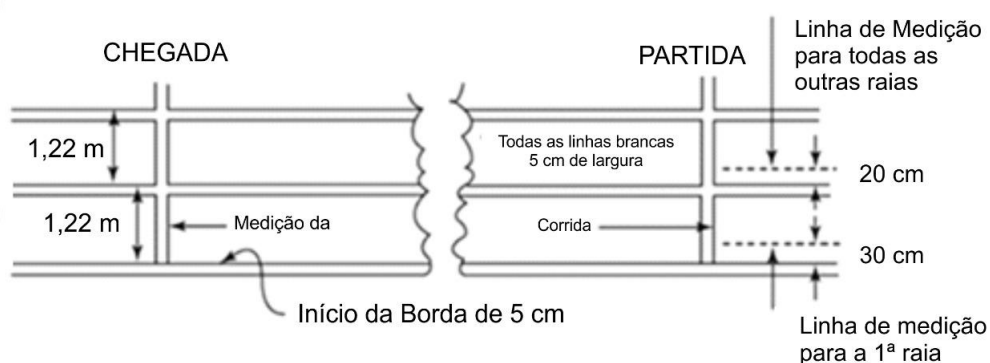 CHEGADA
PARTIDA
Linha de Medição
para todas as
outras raias
1,22 m
Todas as linhas brancas
5 cm de largura
20 cm
1,22 m
Medição da
Corrida
30 cm
Início da Borda de 5 cm
Linha de medição
para a 1ª raia